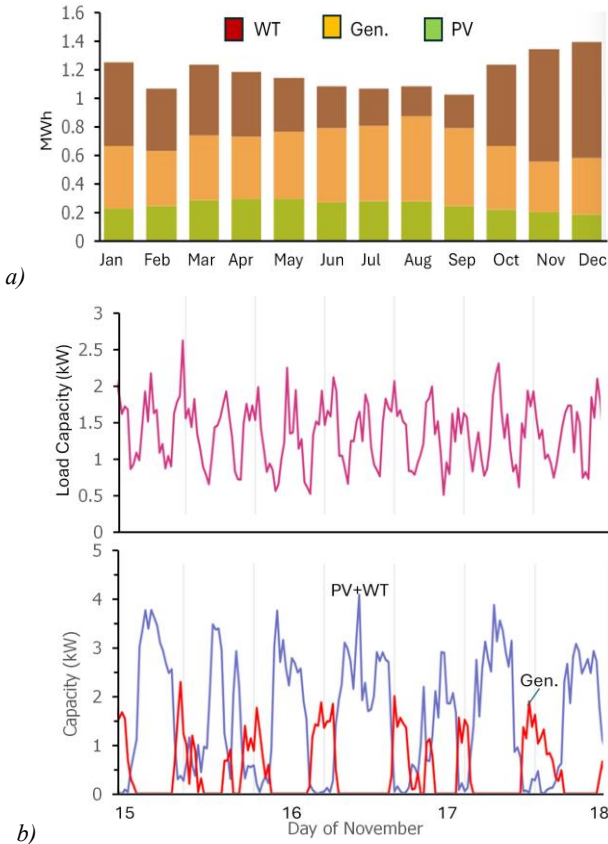 1.6
1.4
1.2
1
0.8
0.6
0.4
0.2
0
MWh
WT Gen. PV
Jan Feb Mar Apr May Jun Jul Aug Sep Oct Nov Dec
a)
3
2.5
2
1.5
1
0.5
0
Load Capacity (kW)
5
4
3
2
1
0
Capacity (kW)
PV+WT
Gen.
15 16 17 18
Day of November
b)